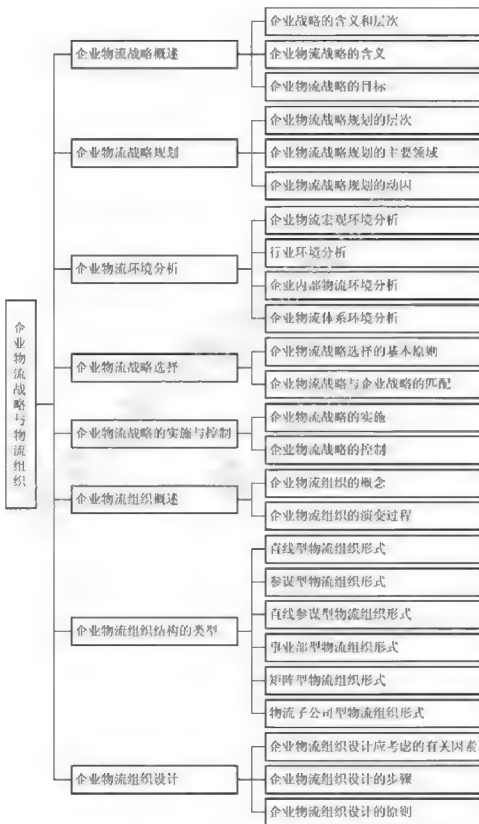 企业物流战略与物流组织
企业物流战略概述
企业战略的含义和层次
企业物流战略的含义
企业物流战略的目标
企业物流战略规划
企业物流战略规划的层次
企业物流战略规划的主要领域
企业物流战略规划的动因
企业物流环境分析
企业物流宏观环境分析
行业环境分析
企业内部物流环境分析
企业物流体系环境分析
企业物流战略选择
企业物流战略选择的基本原则
企业物流战略与企业战略的匹配
企业物流战略的实施与控制
企业物流战略的实施
企业物流战略的控制
企业物流组织概述
企业物流组织的概念
企业物流组织的演变过程
企业物流组织结构的类型
直线型物流组织形式
参谋型物流组织形式
直线参谋型物流组织形式
事业部型物流组织形式
矩阵型物流组织形式
物流子公司型物流组织形式
企业物流组织设计
企业物流组织设计应考虑的有关因素
企业物流组织设计的步骤
企业物流组织设计的原则